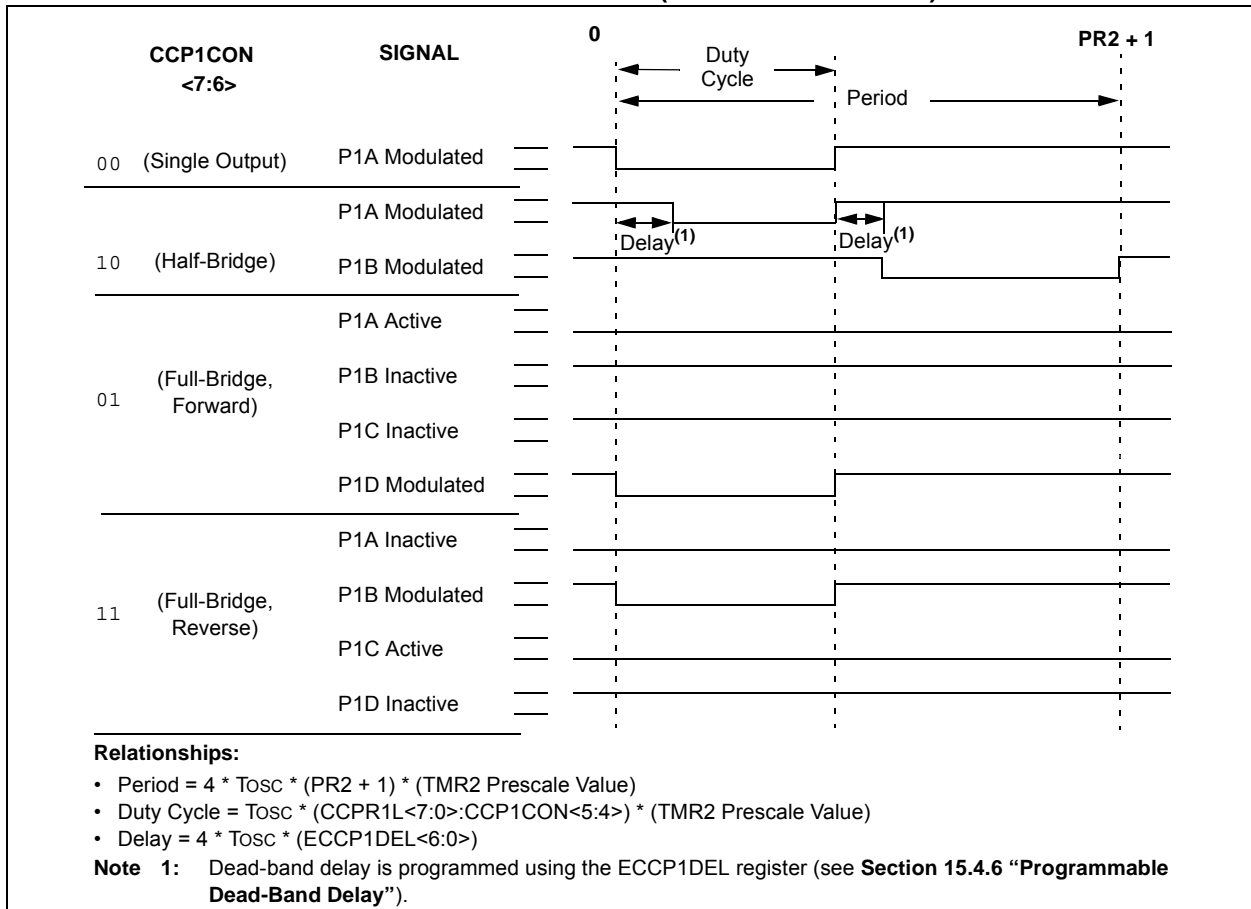 0
PR2 + 1
CCP1CON
<7:6>
SIGNAL
Duty
Cycle
Period
00 (Single Output) P1A Modulated
P1A Modulated
Delay(1) Delay(1)
10 (Half-Bridge) P1B Modulated
P1A Active
01 (Full-Bridge,
Forward)
P1B Inactive
P1C Inactive
P1D Modulated
P1A Inactive
11 (Full-Bridge,
Reverse)
P1B Modulated
P1C Active
P1D Inactive
Relationships:
• Period = 4 * TOSC * (PR2 + 1) * (TMR2 Prescale Value)
• Duty Cycle = TOSC * (CCPR1L<7:0>:CCP1CON<5:4>) * (TMR2 Prescale Value)
• Delay = 4 * TOSC * (ECCP1DEL<6:0>)
Note 1: Dead-band delay is programmed using the ECCP1DEL register (see Section 15.4.6 “Programmable
Dead-Band Delay”).